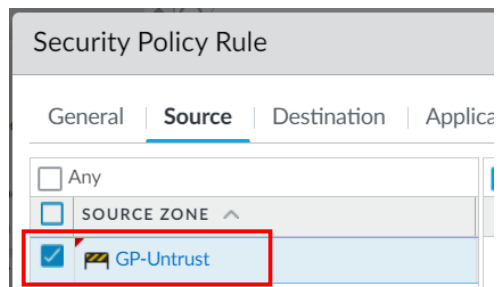 Security Policy Rule
General Source Destination Applica
Any
SOURCE ZONE
GP-Untrust